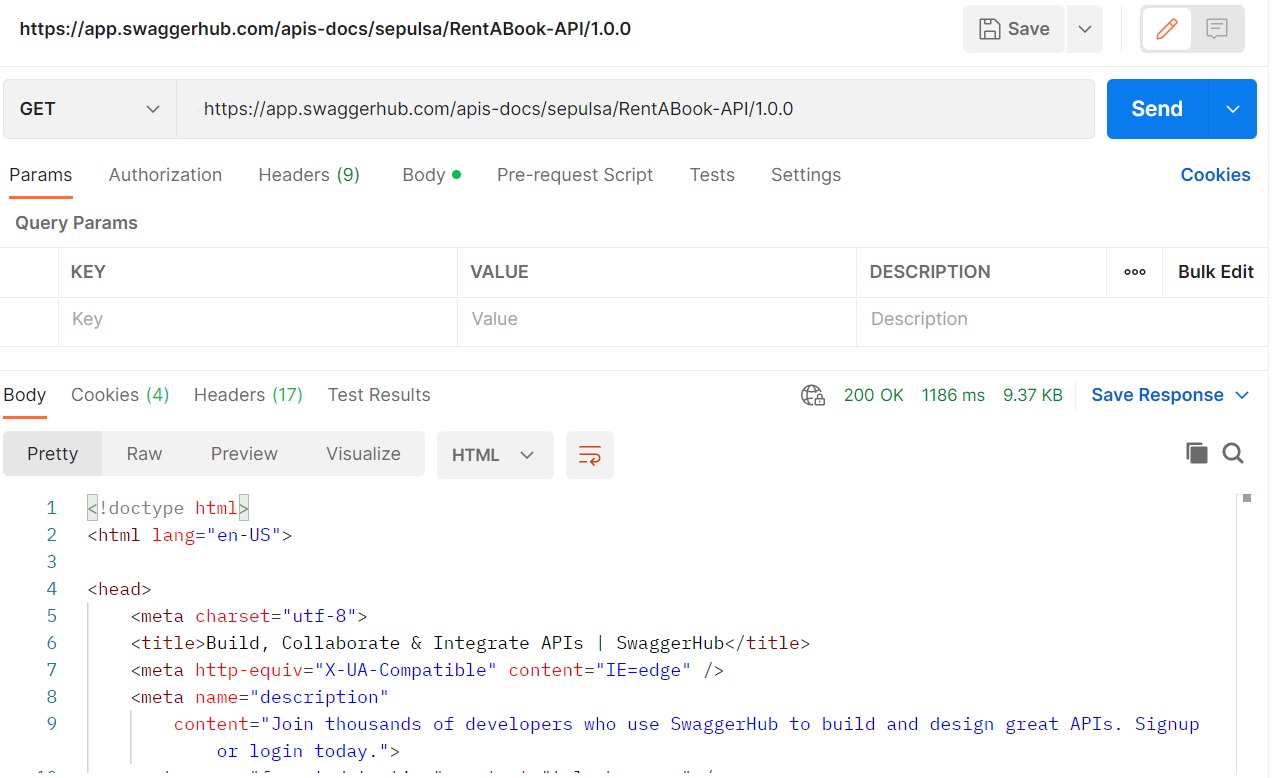 https://app.swaggerhub.com/apis-docs/sepulsa/RentABook-API/1.0.0
Save
GET
https://app.swaggerhub.com/apis-docs/sepulsa/RentABook-API/1.0.0
Send
Params Authorization Headers (9) Body Pre-request Script Tests Settings Cookies
Query Params
KEY VALUE DESCRIPTION Bulk Edit
Key Value Description
Body Cookies (4) Headers (17) Test Results 200 OK 1186 ms 9.37 KB Save Response
Pretty Raw Preview Visualize HTML
1 <!doctype html>
2 <html lang="en-US">
3
4 <head>
5 <meta charset="utf-8">
6 <title>Build, Collaborate & Integrate APIs | SwaggerHub</title>
7 <meta http-equiv="X-UA-Compatible" content="IE=edge" />
8 <meta name="description"
9 content="Join thousands of developers who use SwaggerHub to build and design great APIs. Signup
or login today.">